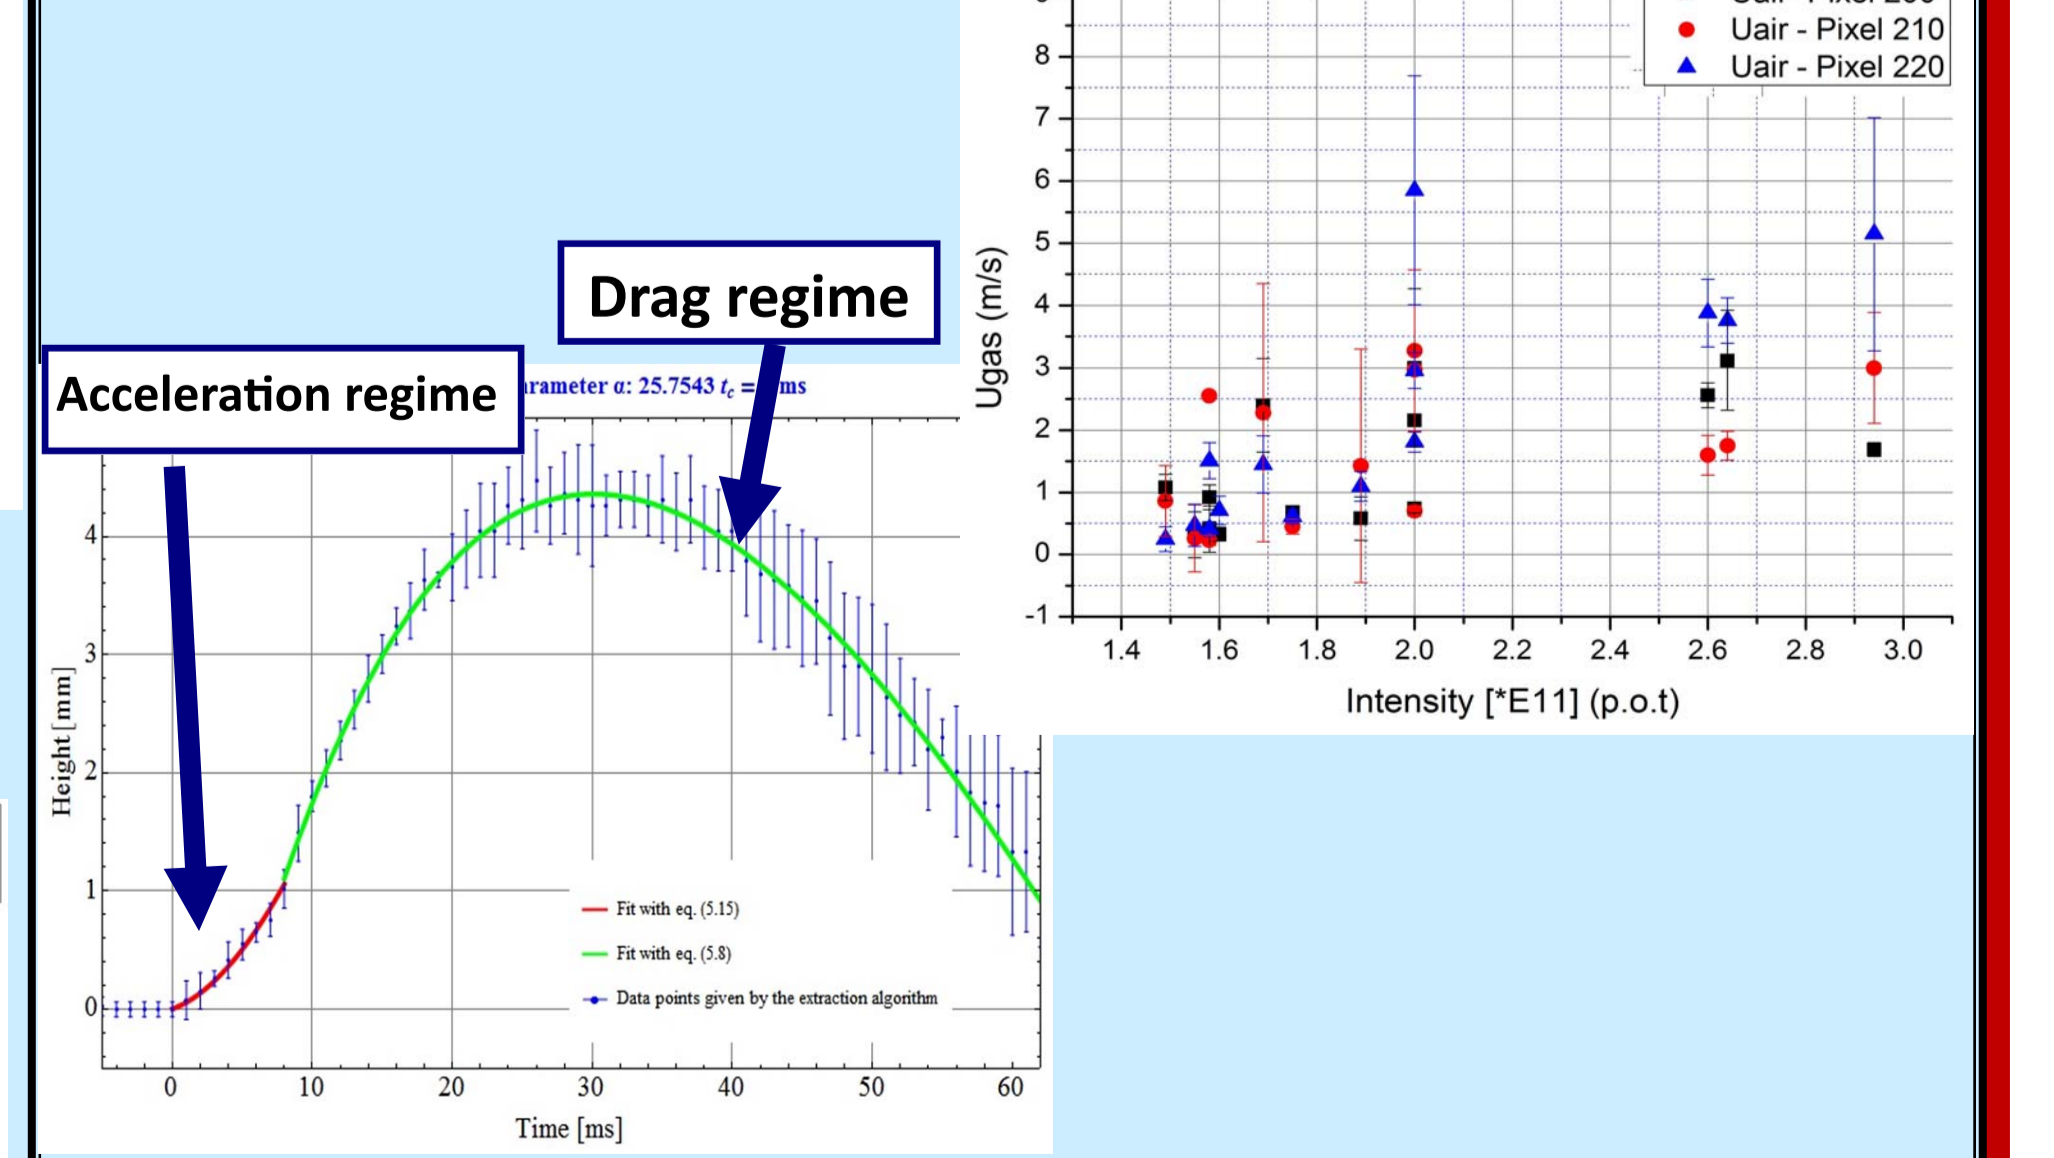 Acceleration regime
Drag regime
arameter α: 25.7543 t_c = ms
Height [mm]
4
3
2
1
0
Fit with eq. (5.15)
Fit with eq. (5.8)
Data points given by the extraction algorithm
0 10 20 30 40 50 60
Time [ms]
Uair - Pixel 210
Uair - Pixel 220
Ugas (m/s)
8
7
6
5
4
3
2
1
0
-1
1.4 1.6 1.8 2.0 2.2 2.4 2.6 2.8 3.0
Intensity [*E11] (p.o.t)